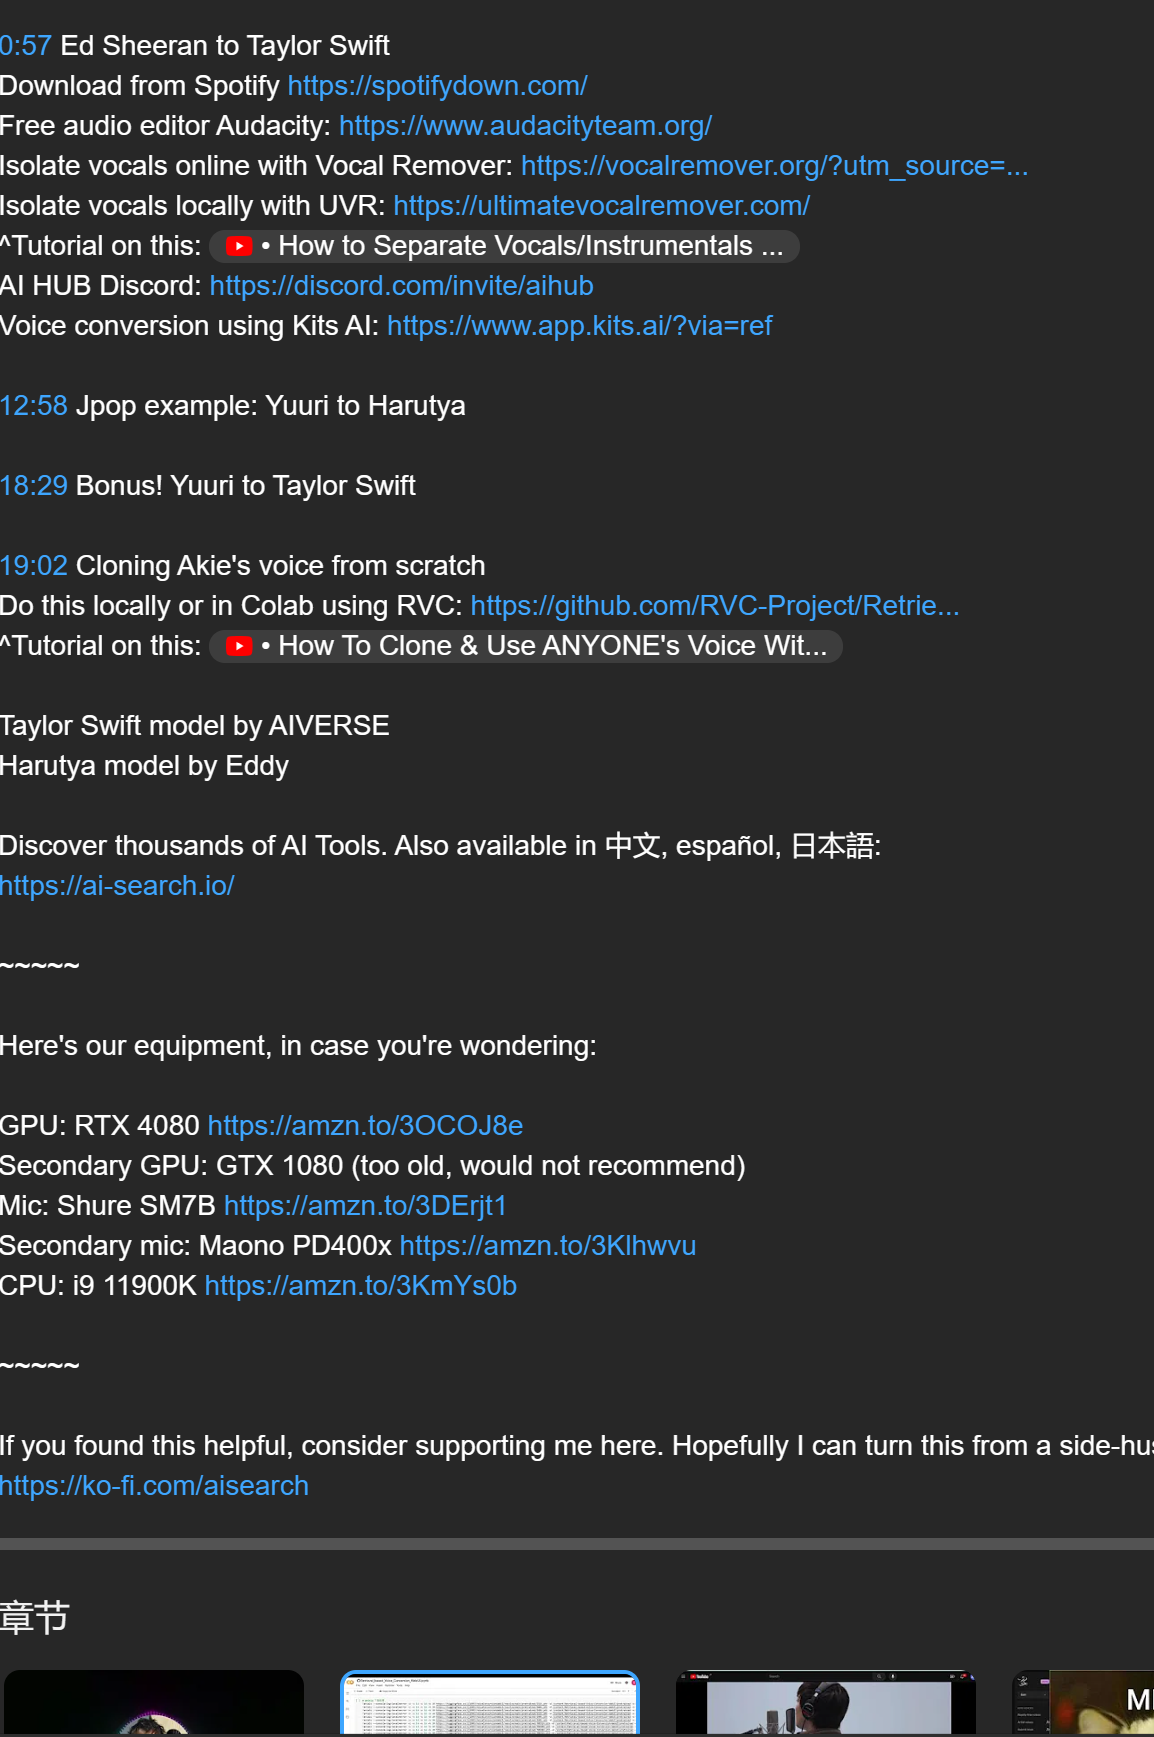 0:57 Ed Sheeran to Taylor Swift
Download from Spotify https://spotifydown.com/
Free audio editor Audacity: https://www.audacityteam.org/
Isolate vocals online with Vocal Remover: https://vocalremover.org/?utm_source=...
Isolate vocals locally with UVR: https://ultimatevocalremover.com/
^Tutorial on this: • How to Separate Vocals/Instrumentals ...
AI HUB Discord: https://discord.com/invite/aihub
Voice conversion using Kits AI: https://www.app.kits.ai/?via=ref
12:58 Jpop example: Yuuri to Harutya
18:29 Bonus! Yuuri to Taylor Swift
19:02 Cloning Akie's voice from scratch
Do this locally or in Colab using RVC: https://github.com/RVC-Project/Retrie...
^Tutorial on this: • How To Clone & Use ANYONE's Voice Wit...
Taylor Swift model by AIVERSE
Harutya model by Eddy
Discover thousands of AI Tools. Also available in 中文, español, 日本語:
https://ai-search.io/
~~~~~
Here's our equipment, in case you're wondering:
GPU: RTX 4080 https://amzn.to/3OCOJ8e
Secondary GPU: GTX 1080 (too old, would not recommend)
Mic: Shure SM7B https://amzn.to/3DErjt1
Secondary mic: Maono PD400x https://amzn.to/3Klhwvu
CPU: i9 11900K https://amzn.to/3KmYs0b
~~~~~
If you found this helpful, consider supporting me here. Hopefully I can turn this from a side-hus
https://ko-fi.com/aisearch
章节